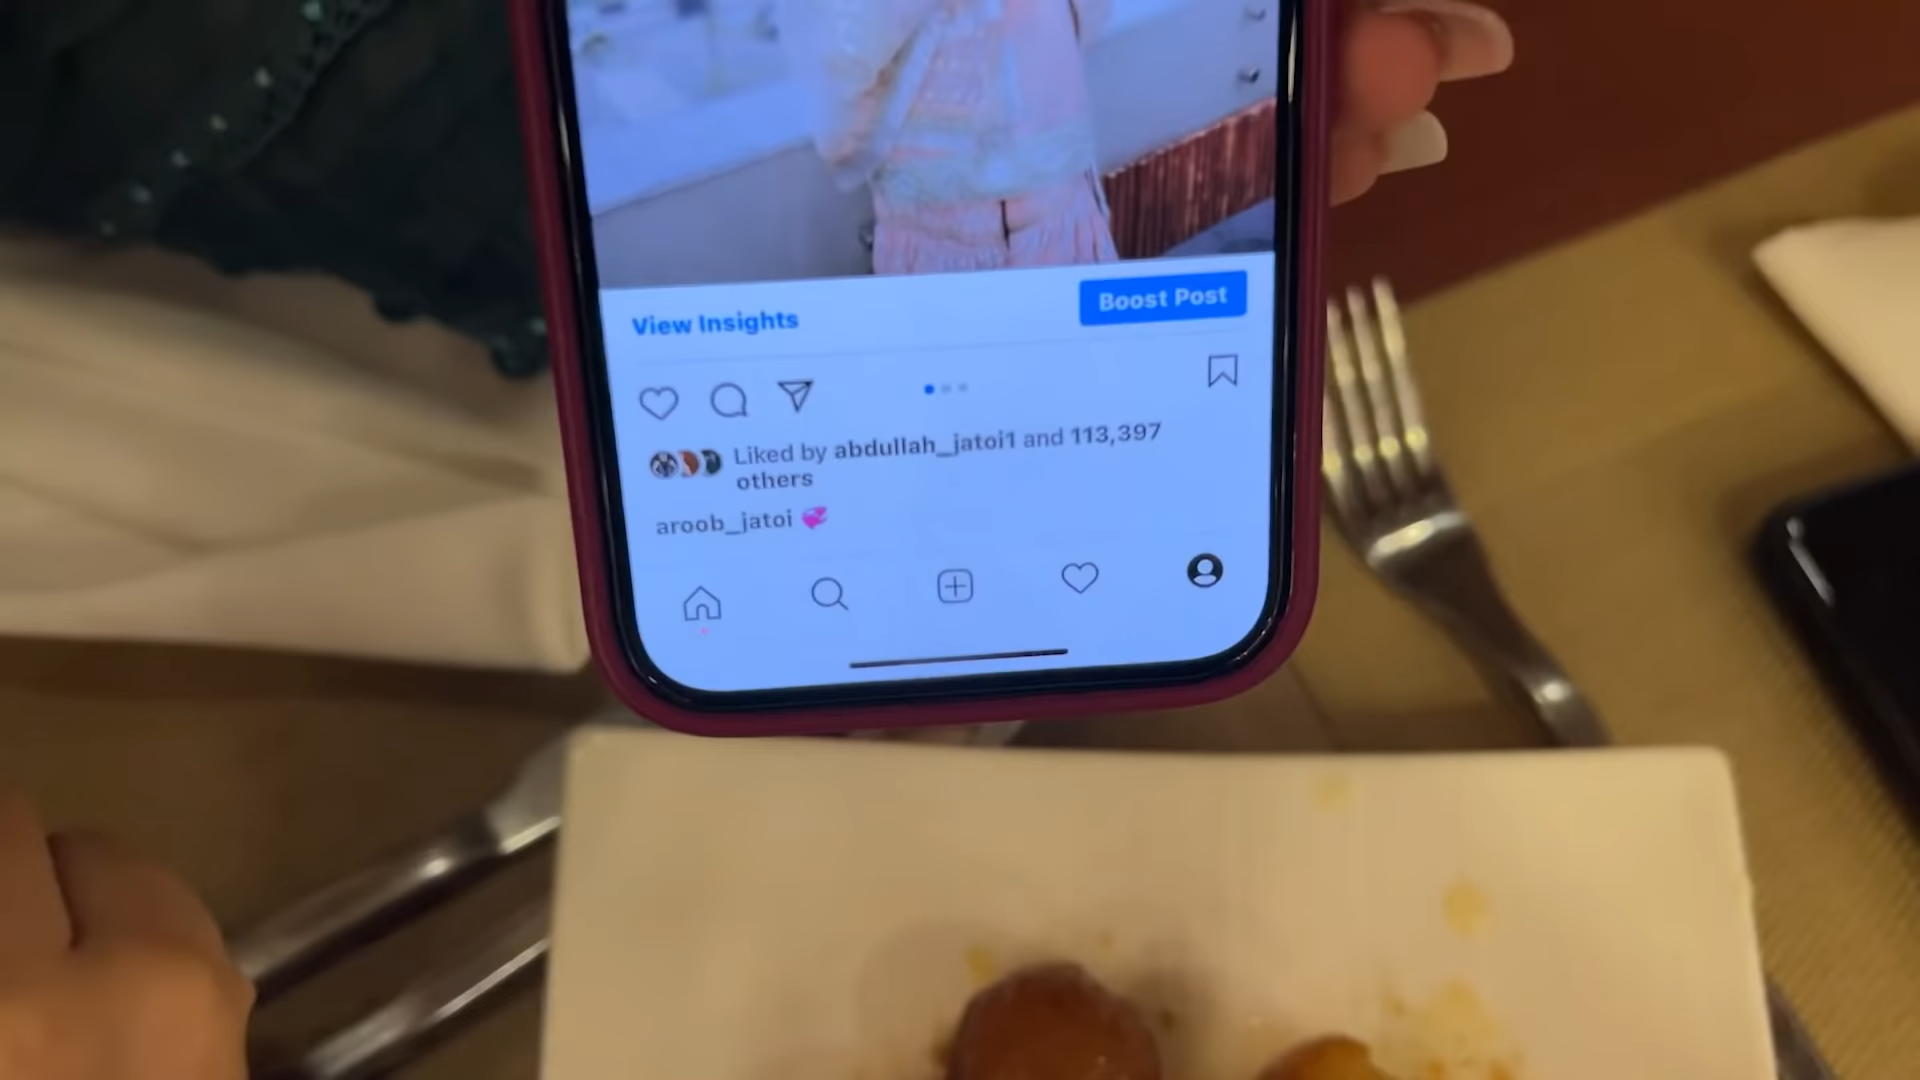 View Insights
Boost Post
Liked by abdullah_jatoi1 and 113,397
others
aroob_jatoi 💞